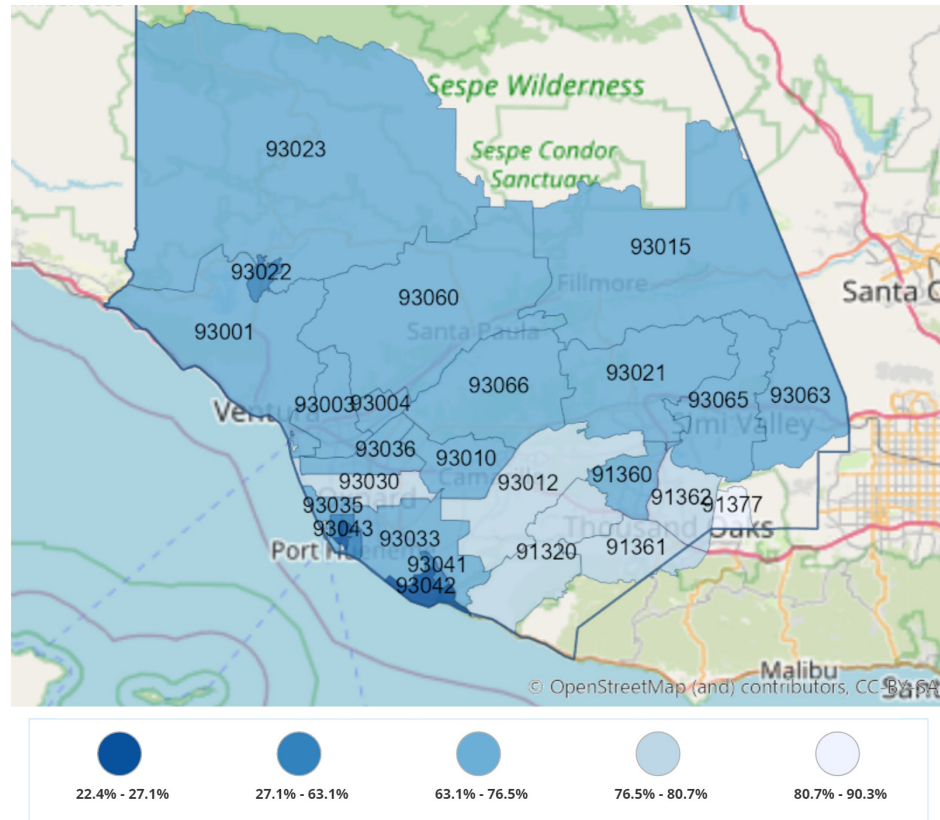 Sespe Wilderness
Sespe Condor
Sanctuary
93023
93015
93022
Fillmore
93060
93001
Santa Paula
93021
93066
93065
93063
93003
93004
Ventura
Simi Valley
93036
93010
91360
93012
93030
91362
91377
93035
93043
Thousand Oaks
93033
91320
91361
Port
93041
93042
Malibu
© OpenStreetMap (and) contributors, CC-BY-SA
22.4% - 27.1%
27.1% - 63.1%
63.1% - 76.5%
76.5% - 80.7%
80.7% - 90.3%